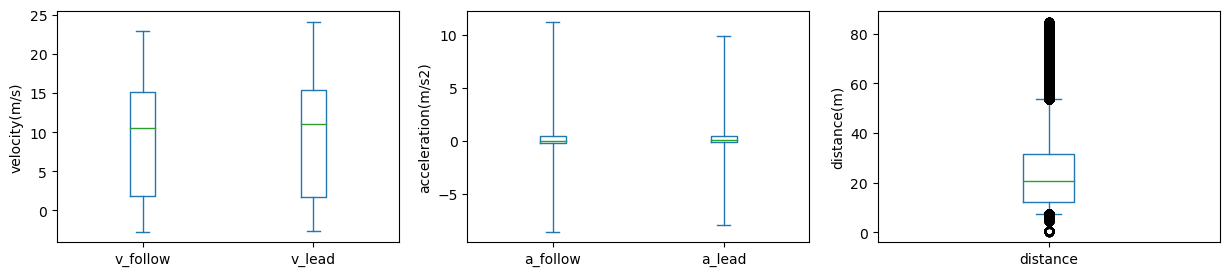 velocity(m/s)
25
20
15
10
5
0
v_follow
v_lead
acceleration(m/s2)
10
5
0
−5
a_follow
a_lead
distance(m)
80
60
40
20
0
distance